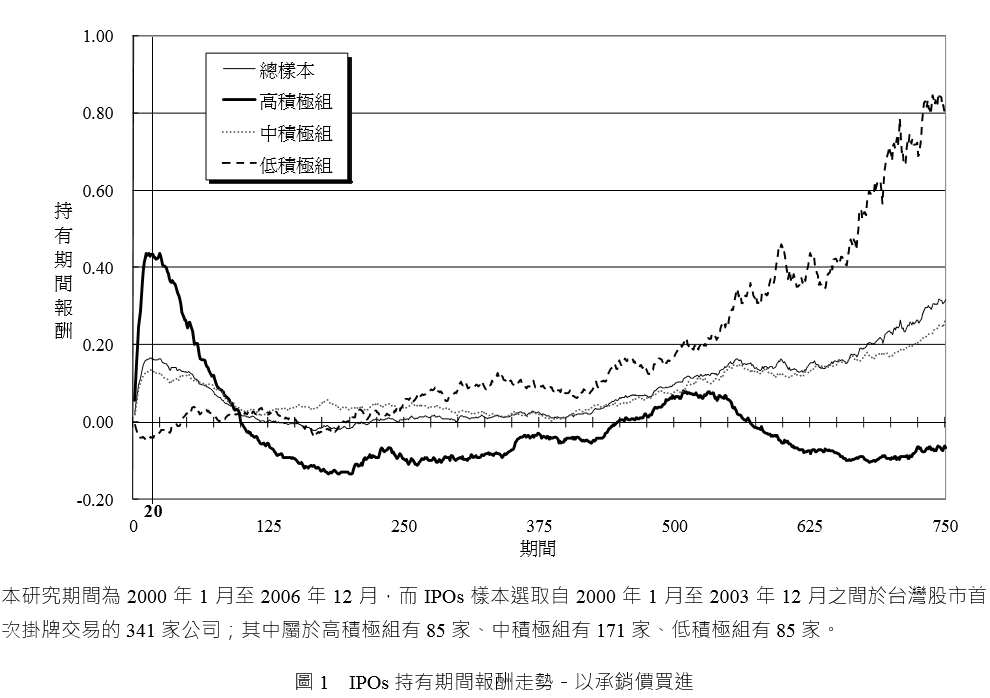 1.00
0.80
0.60
0.40
0.20
0.00
-0.20
總樣本
高積極組
中積極組
低積極組
持有期間報酬
20
0 125 250 375 500 625 750
期間
本研究期間為 2000 年 1 月至 2006 年 12 月，而 IPOs 樣本選取自 2000 年 1 月至 2003 年 12 月之間於台灣股市首
次掛牌交易的 341 家公司；其中屬於高積極組有 85 家、中積極組有 171 家、低積極組有 85 家。
圖 1 IPOs 持有期間報酬走勢－以承銷價買進